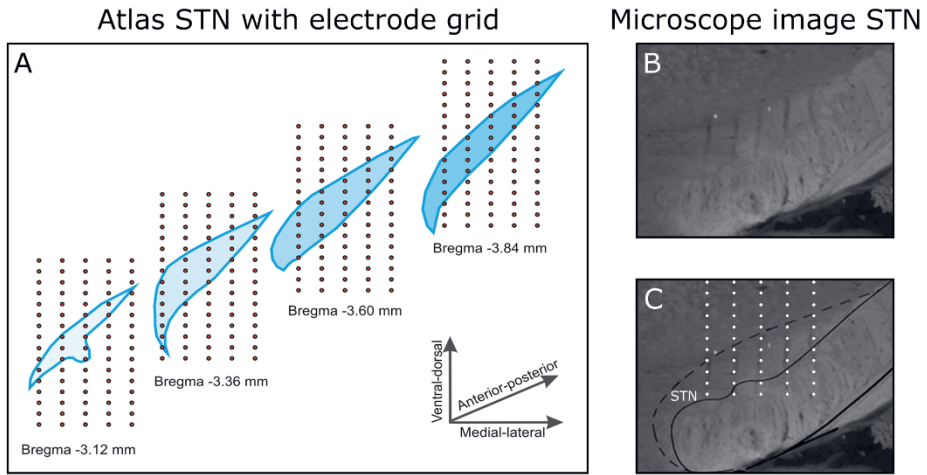 Atlas STN with electrode grid
Microscope image STN
A
Bregma -3.12 mm
Bregma -3.36 mm
Bregma -3.60 mm
Bregma -3.84 mm
Ventral-dorsal
Anterior-posterior
Medial-lateral
B
C
STN